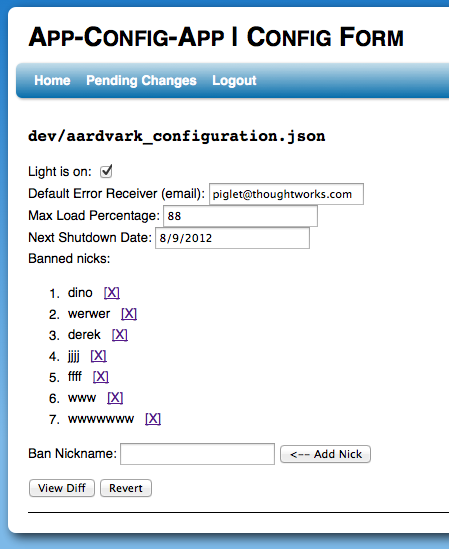 App-Config-App | Config Form
Home Pending Changes Logout
dev/aardvark_configuration.json
Light is on:
Default Error Receiver (email): piglet@thoughtworks.com
Max Load Percentage: 88
Next Shutdown Date: 8/9/2012
Banned nicks:
1. dino [X]
2. werwer [X]
3. derek [X]
4. jjjj [X]
5. ffff [X]
6. www [X]
7. wwwwwww [X]
Ban Nickname: <-- Add Nick
View Diff Revert